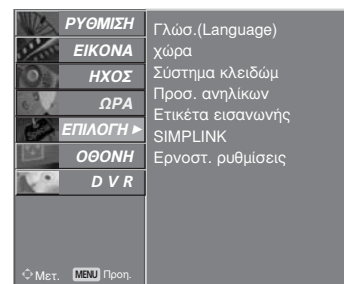 ΡΥΘΜΙΣΗ
ΕΙΚΟΝΑ
ΗΧΟΣ
ΩΡΑ
ΕΠΙΛΟΓΗ ►
ΟΘΟΝΗ
D V R
Γλώσ.(Language)
χώρα
Σύστημα κλειδώμ
Προσ. ανηλίκων
Ετικέτα εισανωνής
SIMPLINK
Ερνοστ. ρυθμίσεις
Μετ. MENU Προη.